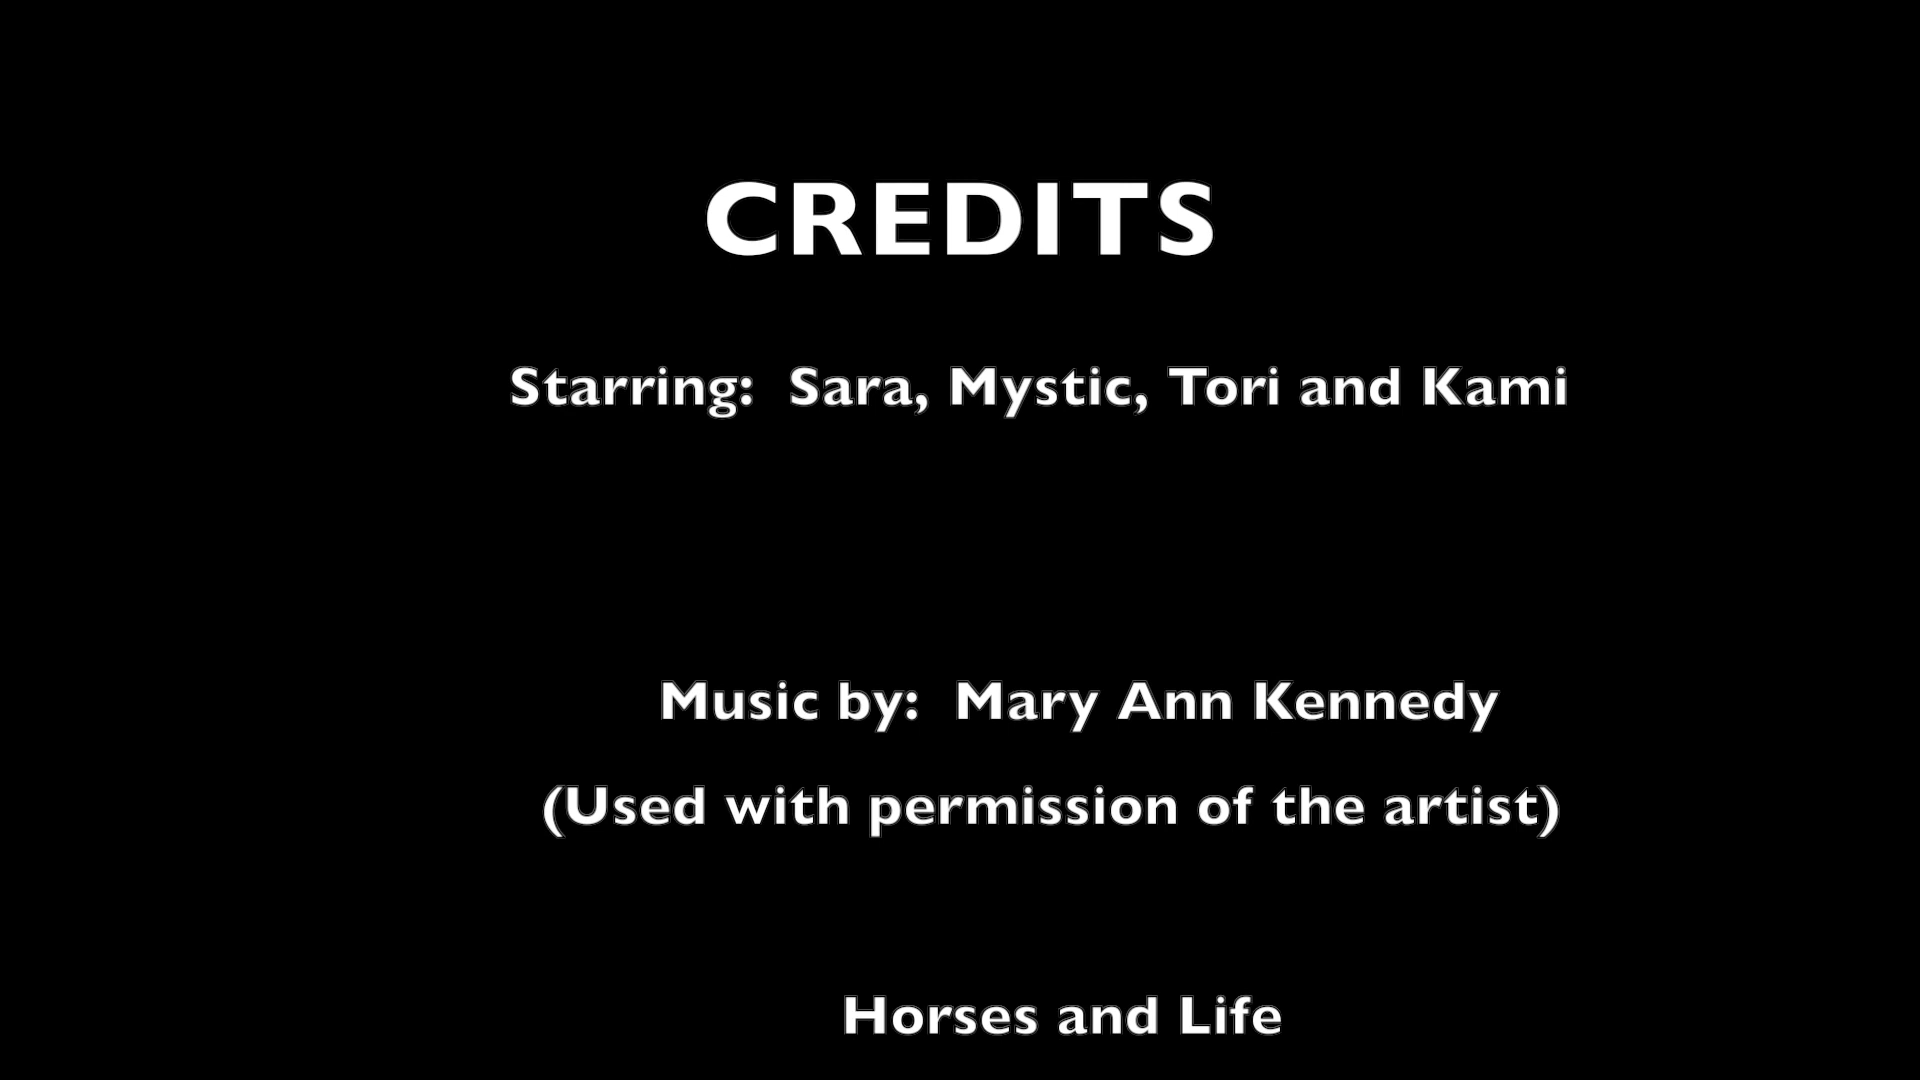 CREDITS
Starring:  Sara, Mystic, Tori and Kami
Music by:  Mary Ann Kennedy
(Used with permission of the artist)
Horses and Life